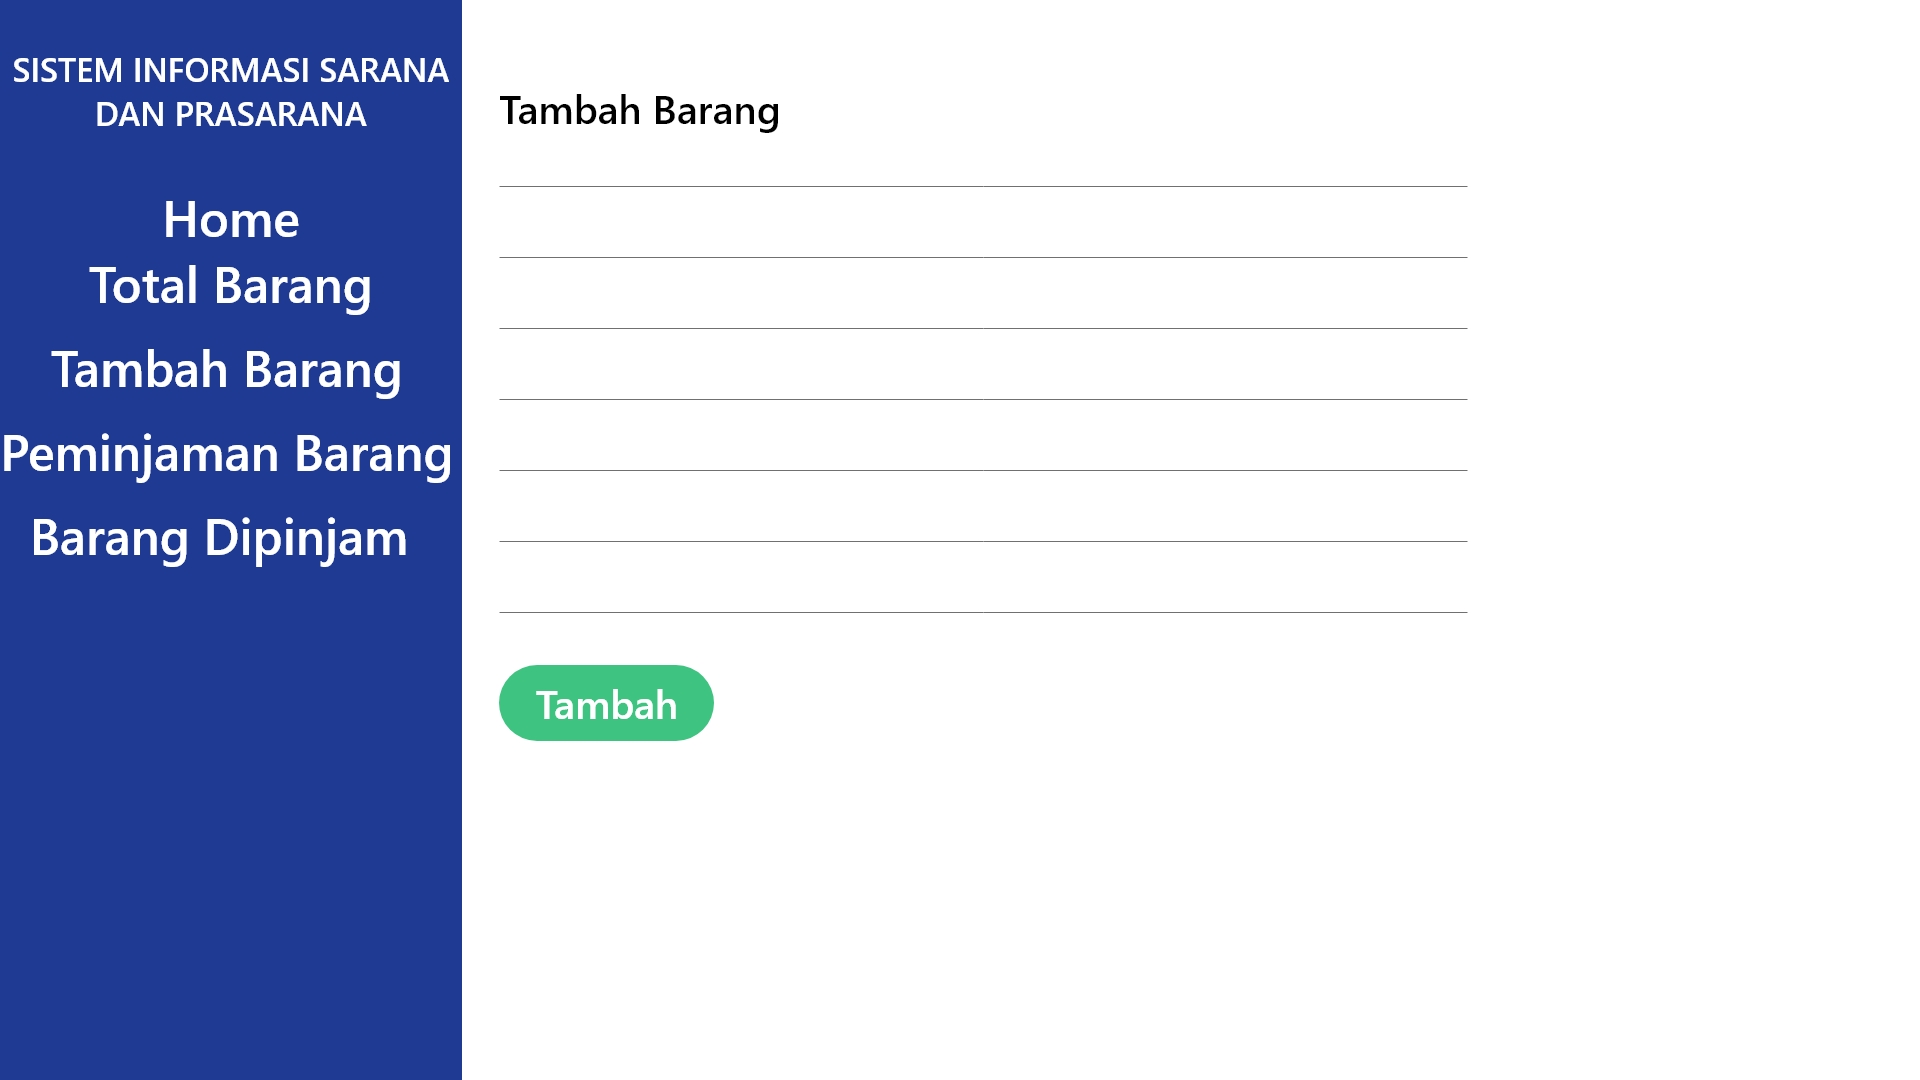 SISTEM INFORMASI SARANA
DAN PRASARANA
Home
Total Barang
Tambah Barang
Peminjaman Barang
Barang Dipinjam
Tambah Barang
Tambah